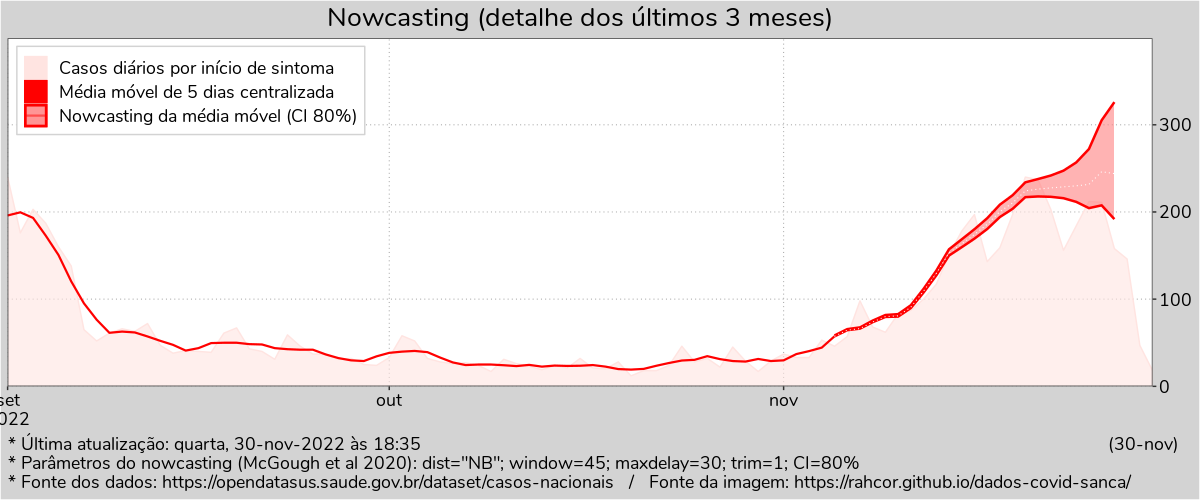 Nowcasting (detalhe dos últimos 3 meses)
Casos diários por início de sintoma
Média móvel de 5 dias centralizada
Nowcasting da média móvel (CI 80%)
300
200
100
0
set
022
out
nov
* Última atualização: quarta, 30-nov-2022 às 18:35
(30-nov)
* Parâmetros do nowcasting (McGough et al 2020): dist="NB"; window=45; maxdelay=30; trim=1; CI=80%
* Fonte dos dados: https://opendatasus.saude.gov.br/dataset/casos-nacionais / Fonte da imagem: https://rahcor.github.io/dados-covid-sanca/